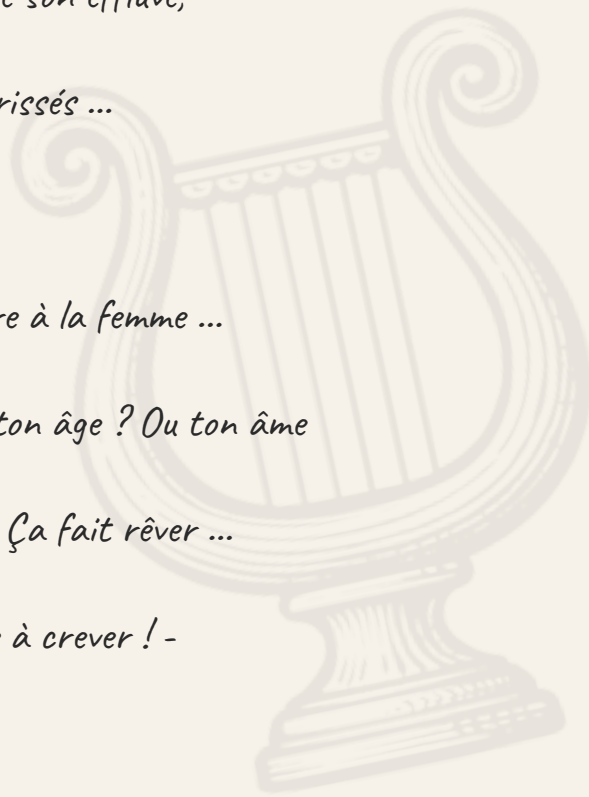 son effluve,
rissés ...
re à la femme ...
ton âge ? Ou ton âme
Ça fait rêver ...
à crever ! -